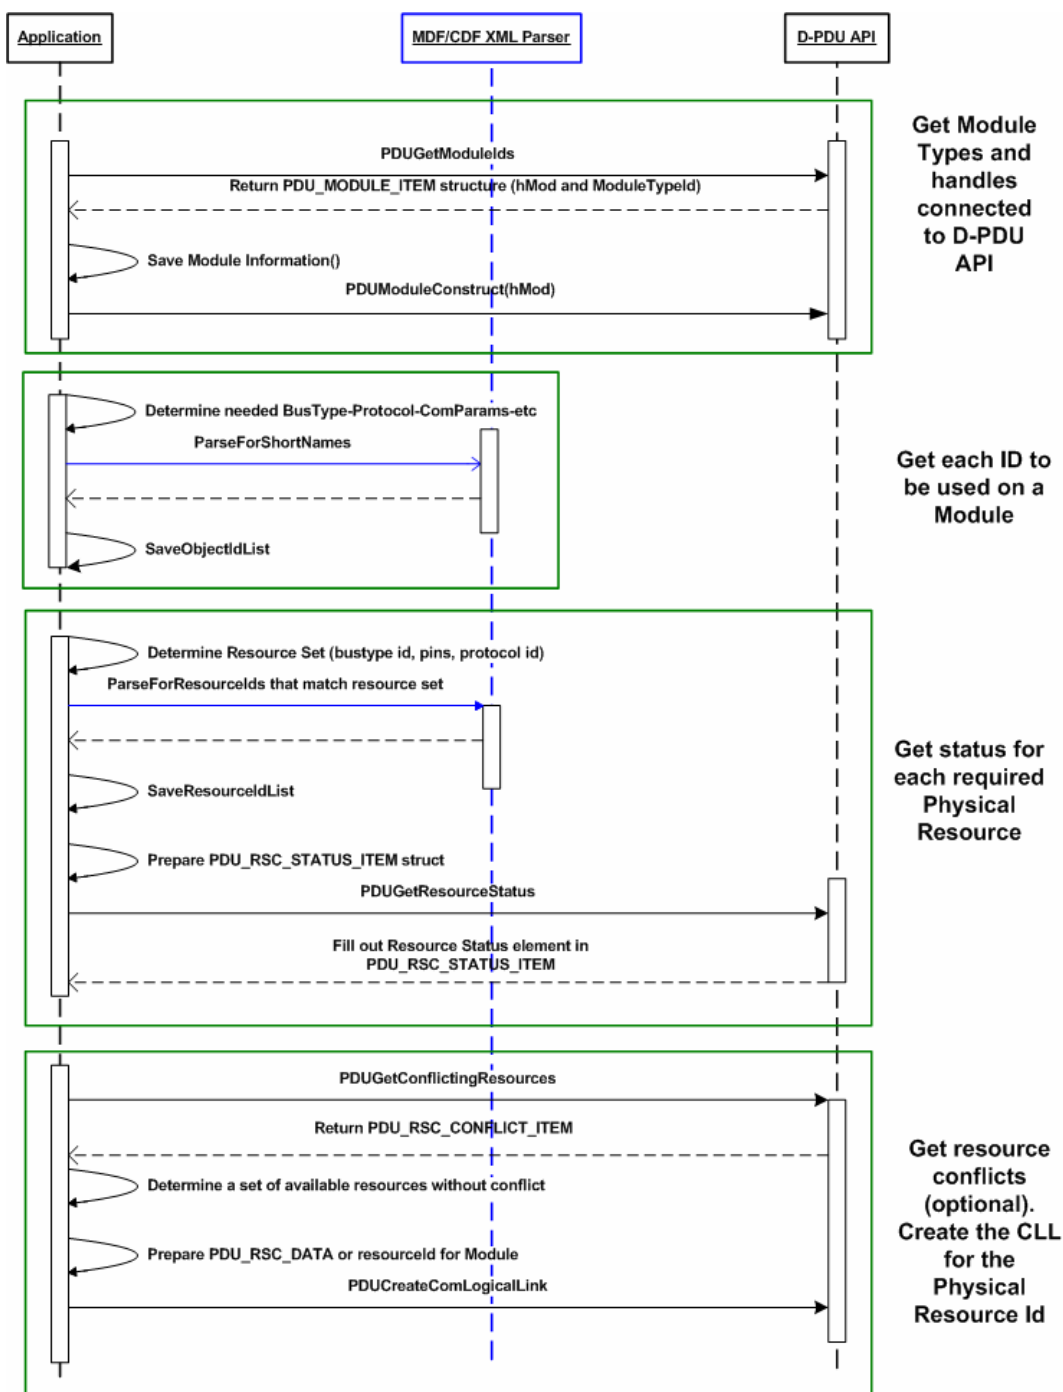 Application
MDF/CDF XML Parser
D-PDU API
PDUGetModuleIds
Return PDU_MODULE_ITEM structure (hMod and ModuleTypeId)
Save Module Information()
PDUModuleConstruct(hMod)
Get Module
Types and
handles
connected
to D-PDU
API
Determine needed BusType-Protocol-ComParams-etc
ParseForShortNames
SaveObjectIdList
Get each ID to
be used on a
Module
Determine Resource Set (bustype id, pins, protocol id)
ParseForResourceIds that match resource set
SaveResourceIdList
Prepare PDU_RSC_STATUS_ITEM struct
PDUGetResourceStatus
Fill out Resource Status element in
PDU_RSC_STATUS_ITEM
Get status for
each required
Physical
Resource
PDUGetConflictingResources
Return PDU_RSC_CONFLICT_ITEM
Determine a set of available resources without conflict
Prepare PDU_RSC_DATA or resourceId for Module
PDUCreateComLogicalLink
Get resource
conflicts
(optional).
Create the CLL
for the
Physical
Resource Id